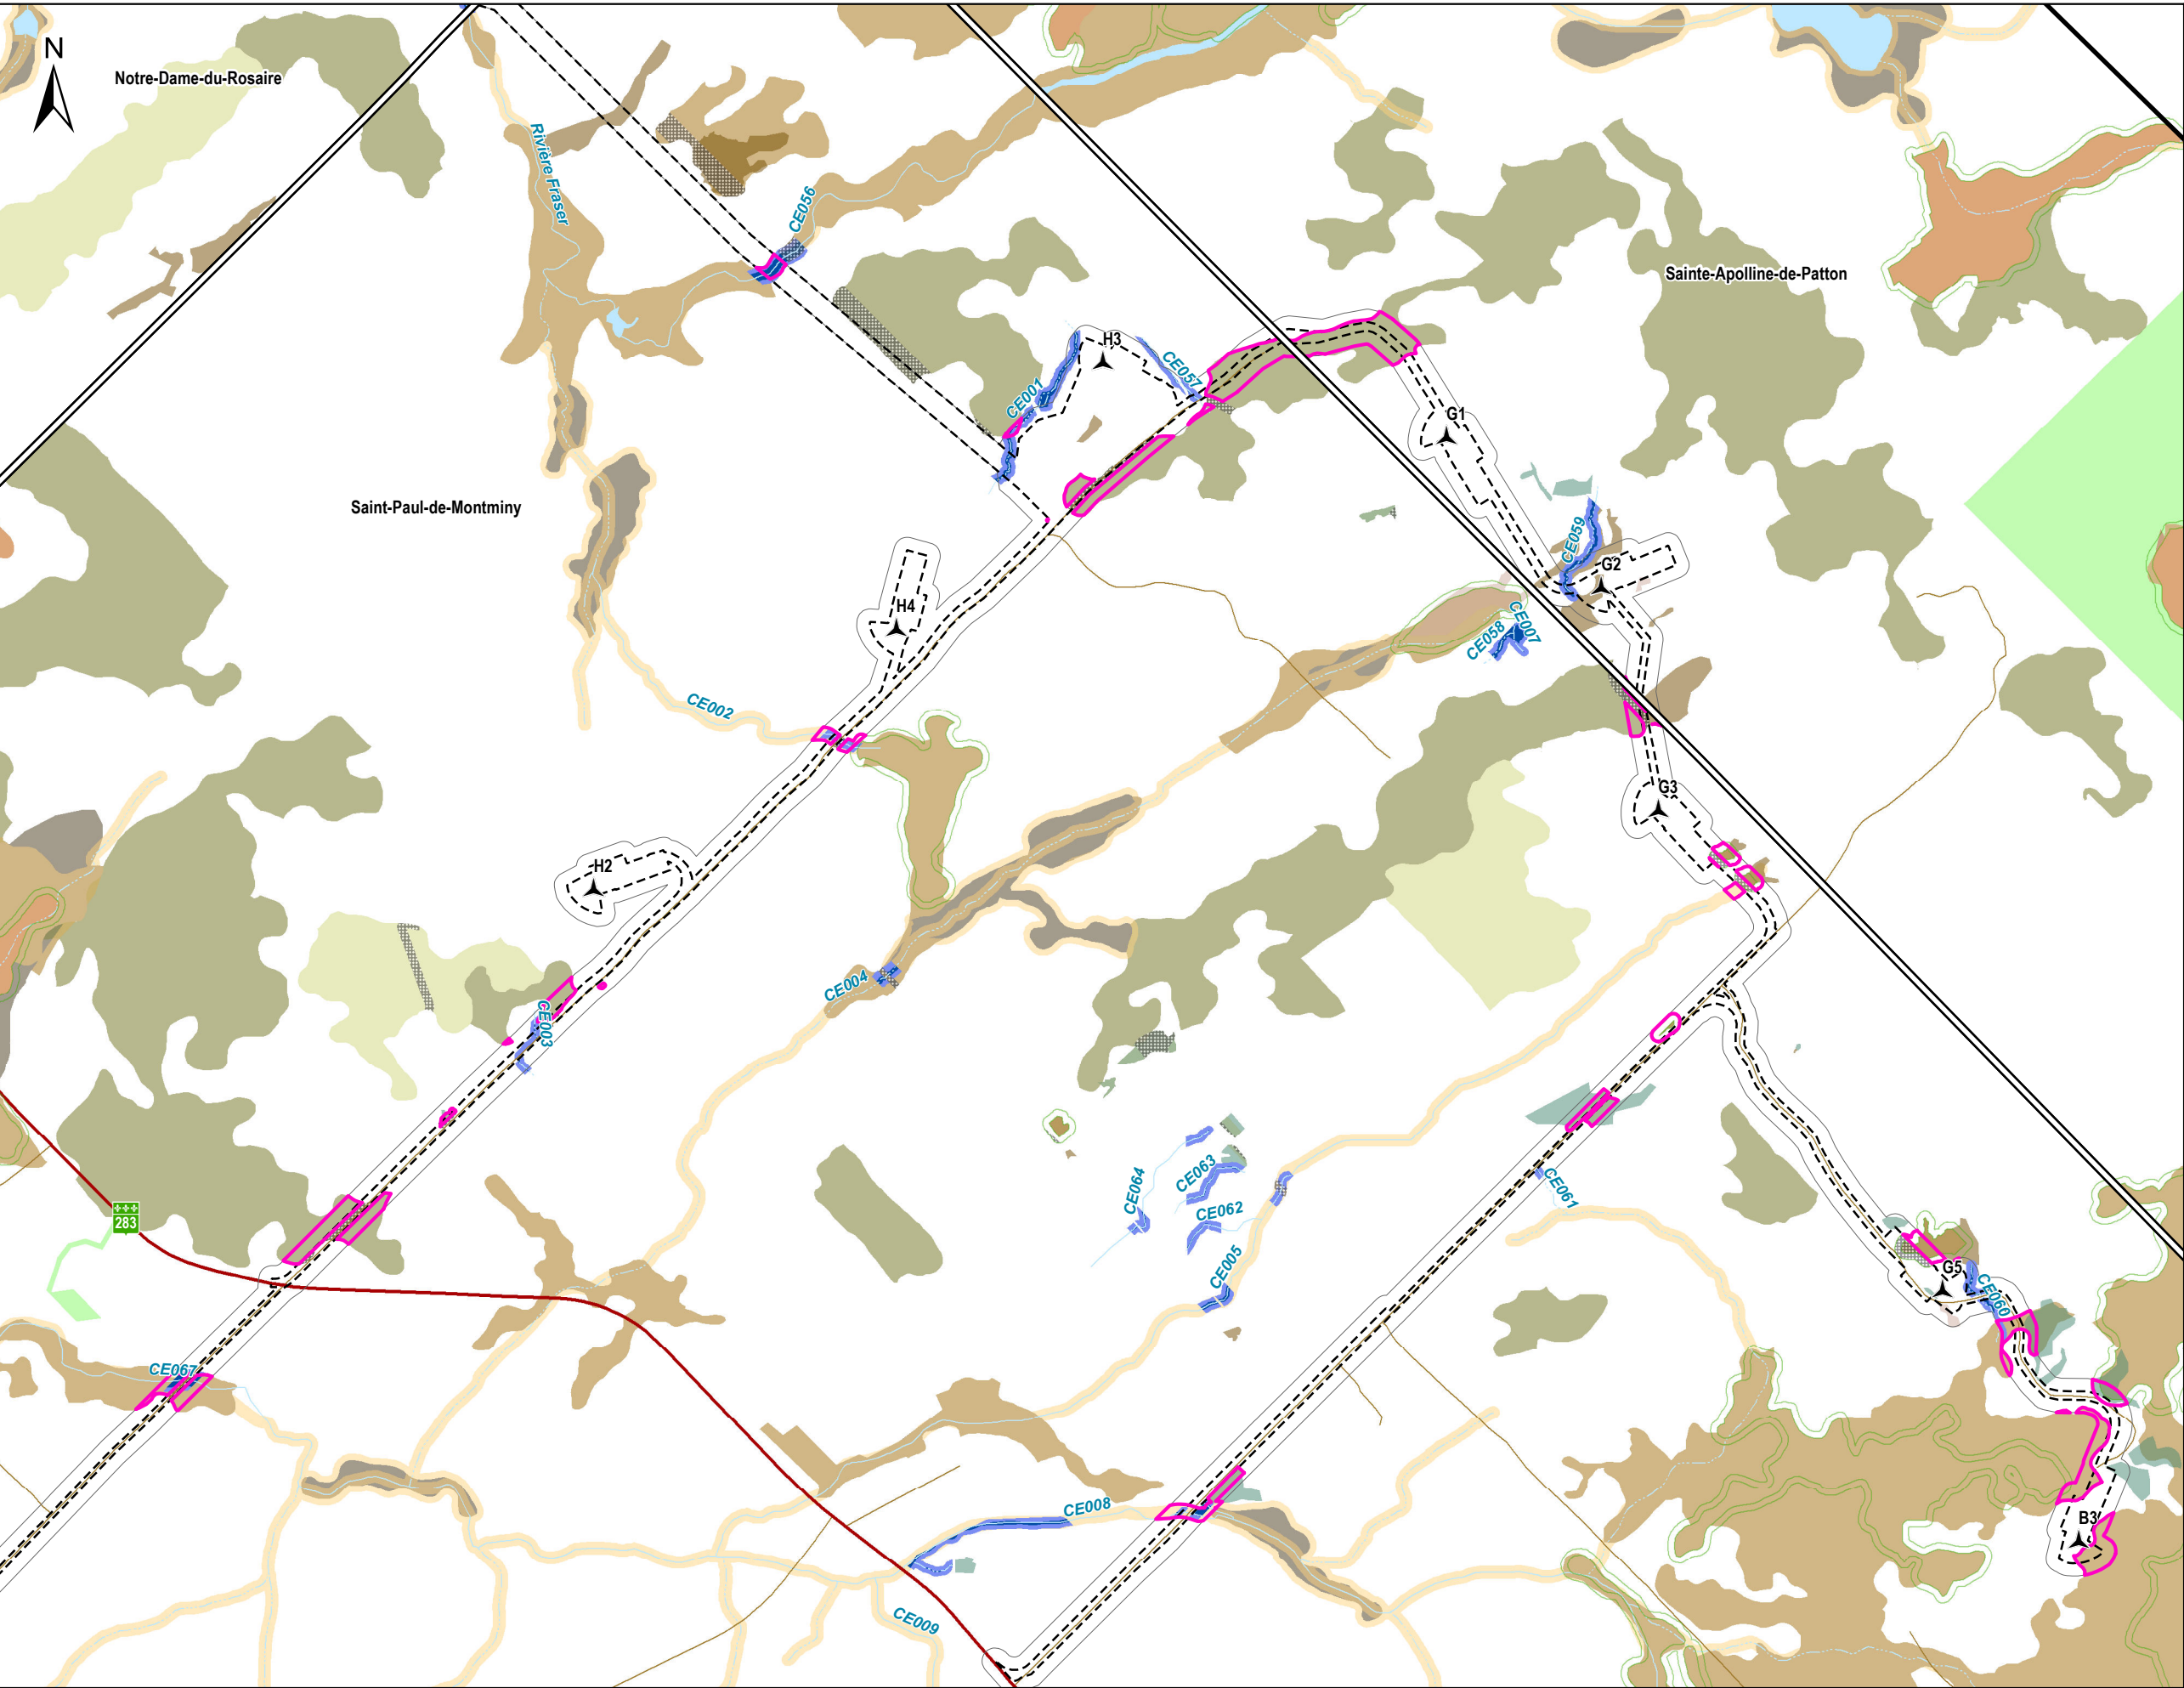 N
Notre-Dame-du-Rosaire
Rivière Fraser
CE056
Sainte-Apolline-de-Patton
H3
CE057
CE001
G1
Saint-Paul-de-Montminy
CE059
G2
H4
CE007
CE058
CE002
G3
H2
CE004
CE003
CE063
CE064
CE061
CE062
283
CE005
G5
CE060
CE067
CE008
B3
CE009